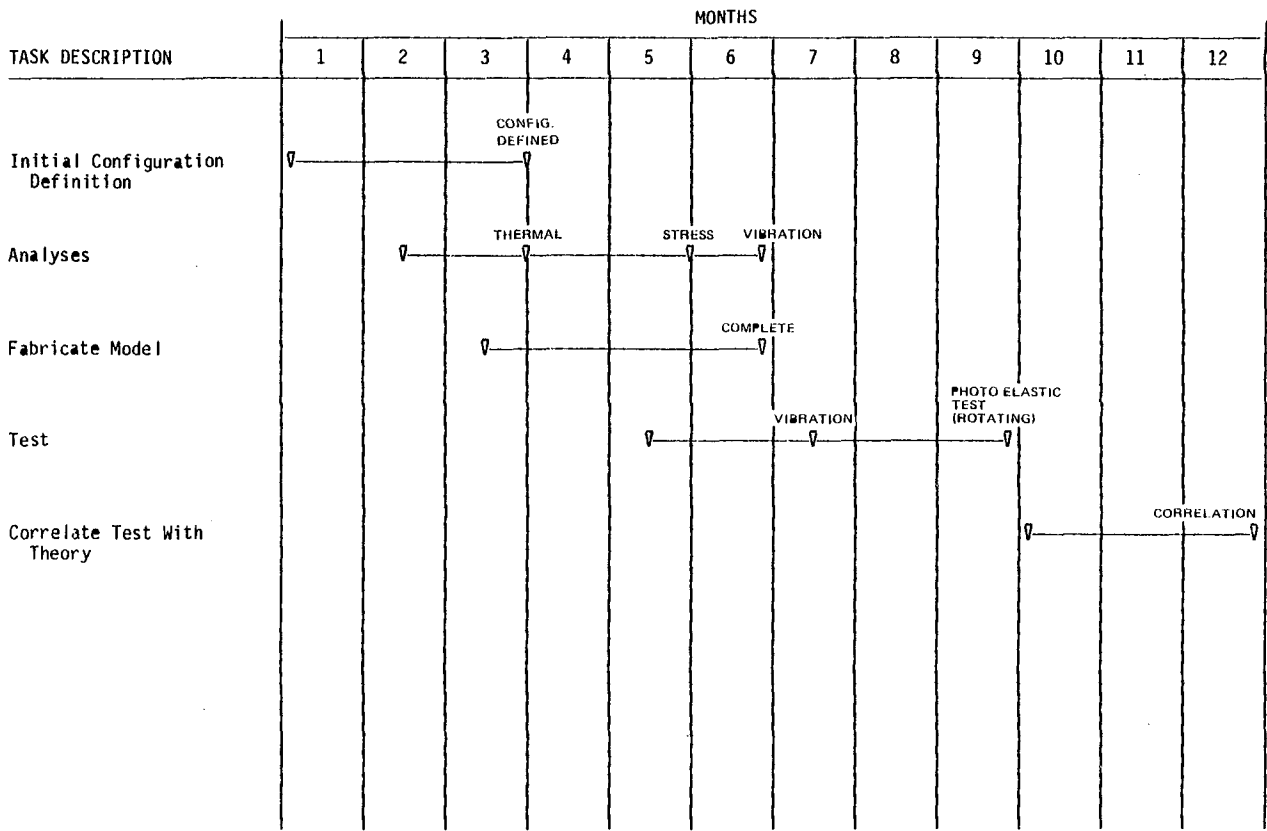 MONTHS
TASK DESCRIPTION 1 2 3 4 5 6 7 8 9 10 11 12
CONFIG.
DEFINED
Initial Configuration
Definition
THERMAL STRESS VIBRATION
Analyses
COMPLETE
Fabricate Model
PHOTO ELASTIC
TEST
(ROTATING)
VIBRATION
Test
CORRELATION
Correlate Test With
Theory